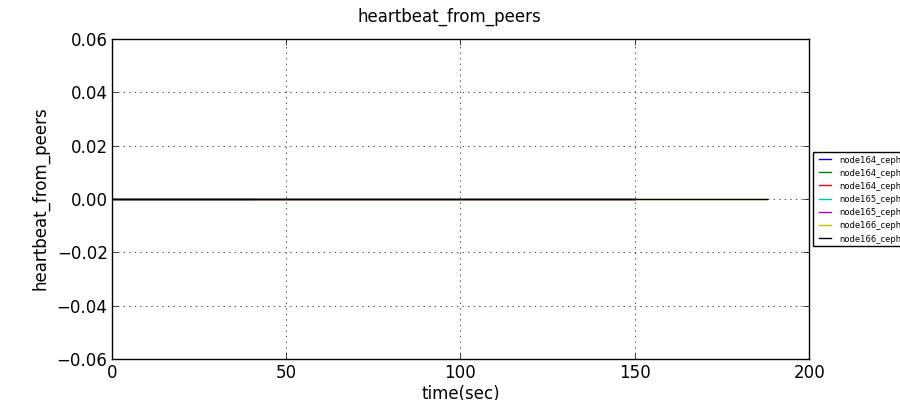 heartbeat_from_peers
0.06
0.04
0.02
0.00
−0.02
−0.04
−0.06
heartbeat_from_peers
0 50 100 150 200
time(sec)
node164_ceph
node164_ceph
node164_ceph
node165_ceph
node165_ceph
node166_ceph
node166_ceph